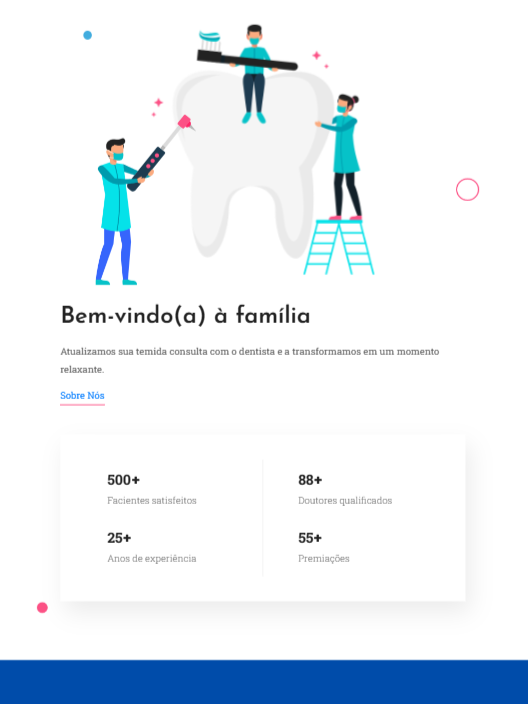 Bem-vindo(a) à família
Atualizamos sua temida consulta com o dentista e a transformamos em um momento
relaxante.
Sobre Nós
500+
Facientes satisfeitos
88+
Doutores qualificados
25+
Anos de experiência
55+
Premiações